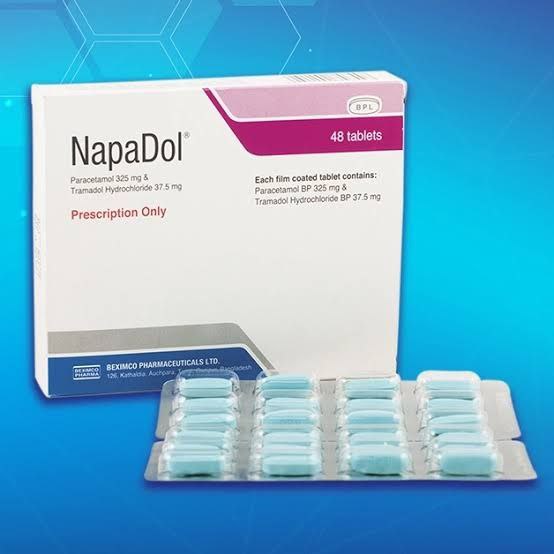 BPL
48 tablets
NapaDol®
Paracetamol 325 mg &
Tramadol Hydrochloride 37.5 mg
Prescription Only
Each film coated tablet contains:
Paracetamol BP 325 mg &
Tramadol Hydrochloride BP 37.5 mg
BEXIMCO
PHARMA
BEXIMCO PHARMACEUTICALS LTD.
126, Kathaldia, Auchpara, Bangladesh